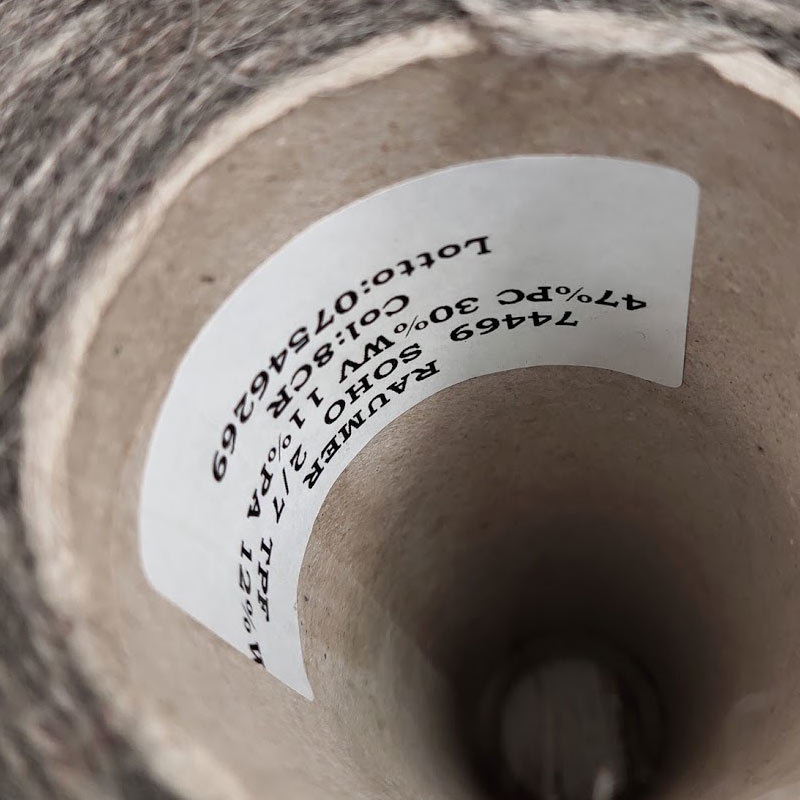 RAUMER
74469 SOHO 2/7 TPF
47%PC 30%WV 11%PA 12%
Col:8CR
Lotto:07546269